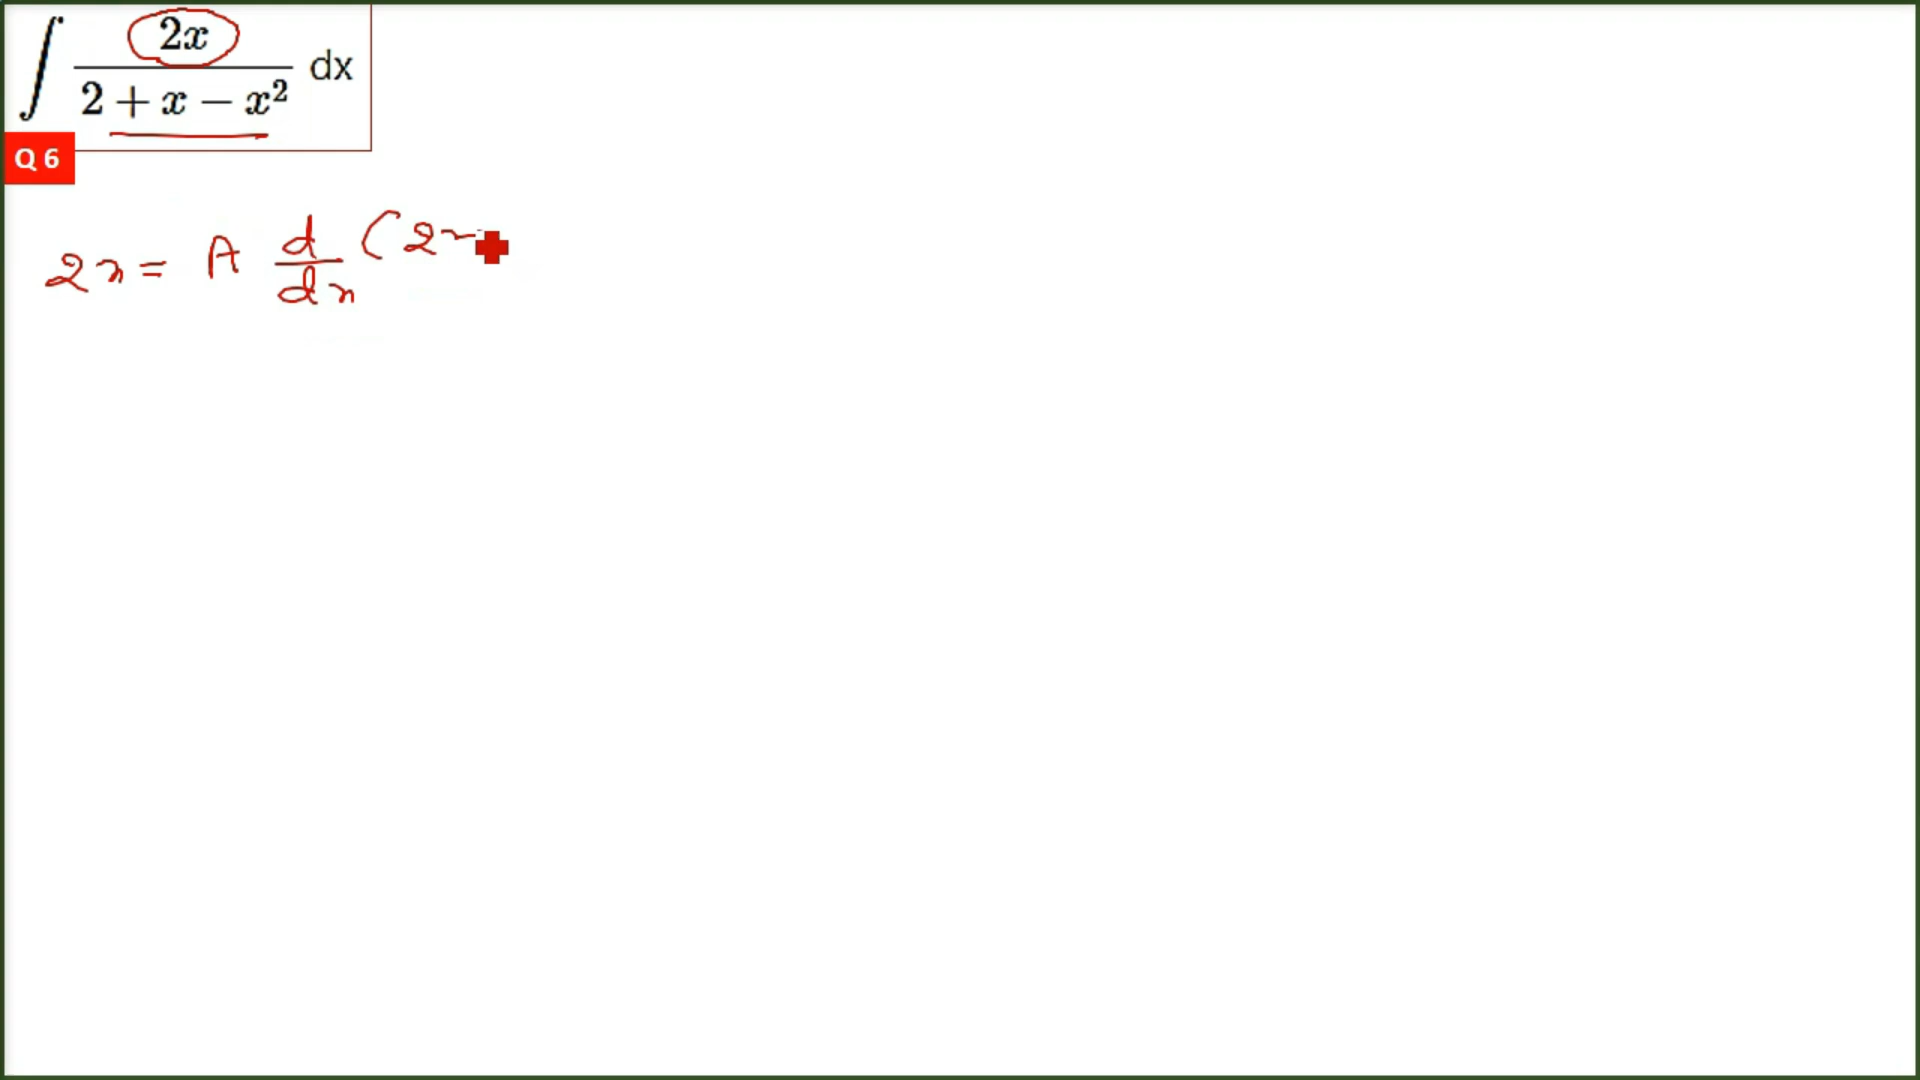 ∫ 2x / (2 + x − x²) dx
Q 6
2x = A d/dx (2